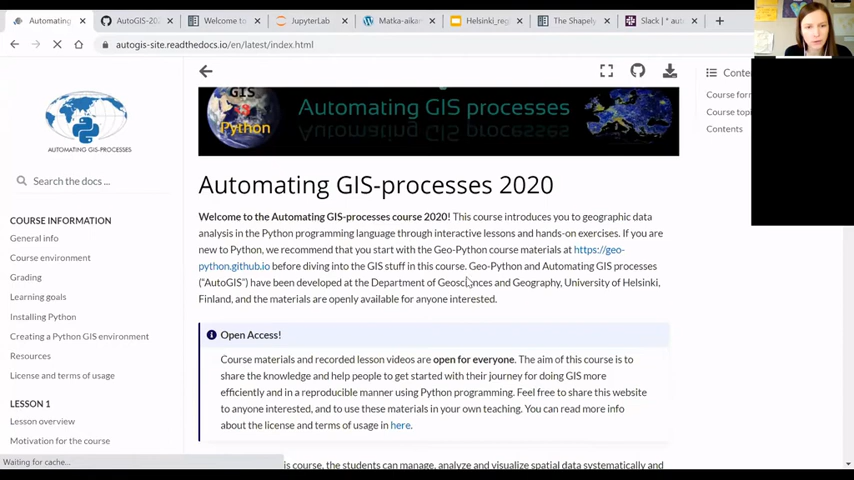 Automating
AutoGIS-202
Welcome to
JupyterLab
Matka-aikan
Helsinki_reg
The Shapely
Slack | * auto
autogis-site.readthedocs.io/en/latest/index.html
Conte
Course form
Course topi
Contents
GIS
Python
Automating GIS processes
AUTOMATING GIS-PROCESSES
Search the docs ...
COURSE INFORMATION
General info
Course environment
Grading
Learning goals
Installing Python
Creating a Python GIS environment
Resources
License and terms of usage
LESSON 1
Lesson overview
Motivation for the course
Automating GIS-processes 2020
Welcome to the Automating GIS-processes course 2020! This course introduces you to geographic data
analysis in the Python programming language through interactive lessons and hands-on exercises. If you are
new to Python, we recommend that you start with the Geo-Python course materials at https://geo-
python.github.io before diving into the GIS stuff in this course. Geo-Python and Automating GIS processes
("AutoGIS") have been developed at the Department of Geosciences and Geography, University of Helsinki,
Finland, and the materials are openly available for anyone interested.
Open Access!
Course materials and recorded lesson videos are open for everyone. The aim of this course is to
share the knowledge and help people to get started with their journey for doing GIS more
efficiently and in a reproducible manner using Python programming. Feel free to share this website
to anyone interested, and to use these materials in your own teaching. You can read more info
about the license and terms of usage in here.
is course, the students can manage, analyze and visualize spatial data systematically and
Waiting for cache...